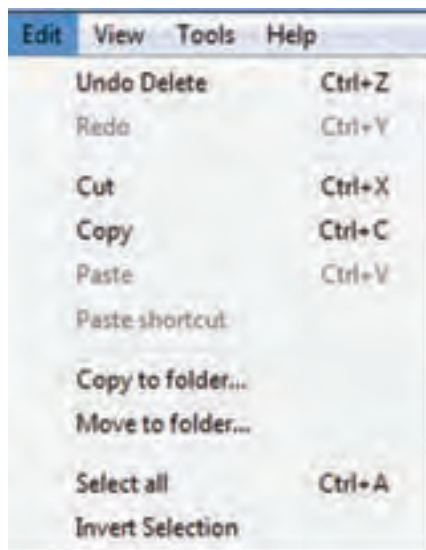 Edit View Tools Help
Undo Delete Ctrl+Z
Redo Ctrl+Y
Cut Ctrl+X
Copy Ctrl+C
Paste Ctrl+V
Paste shortcut
Copy to folder...
Move to folder...
Select all Ctrl+A
Invert Selection